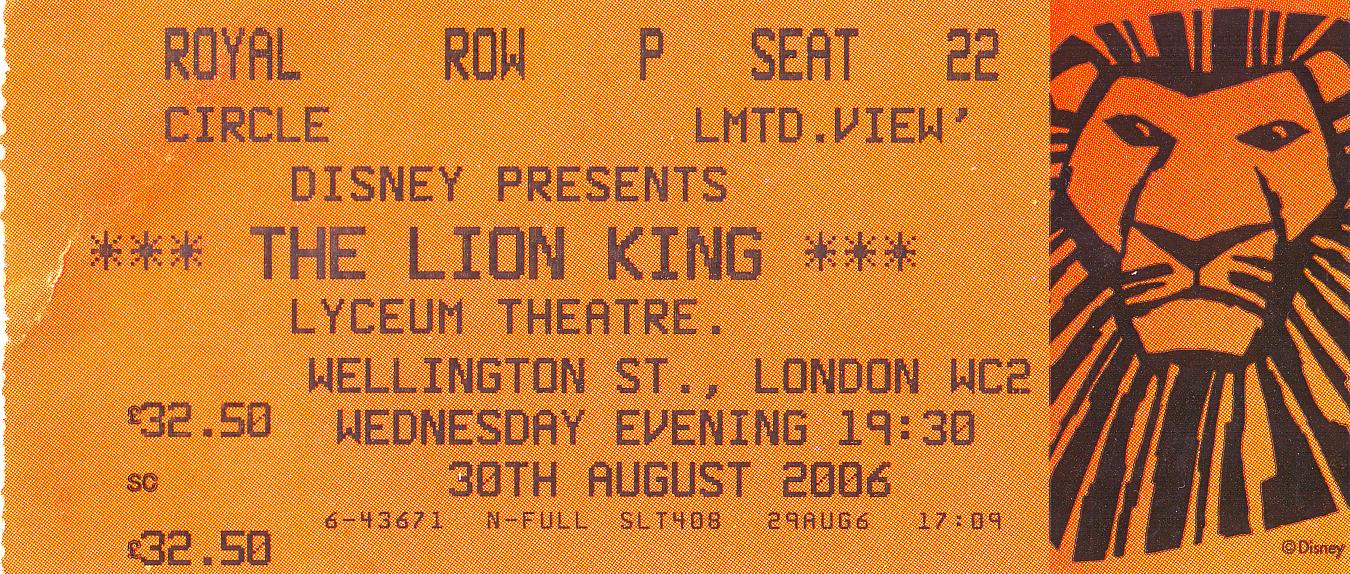 ROYAL ROW P SEAT 22
CIRCLE LMTD.VIEW'
DISNEY PRESENTS
*** THE LION KING ***
LYCEUM THEATRE.
WELLINGTON ST., LONDON WC2
£32.50 WEDNESDAY EVENING 19:30
SC 30TH AUGUST 2006
6-43671 N-FULL SLT408 29AUG6 17:09
£32.50
©Disney